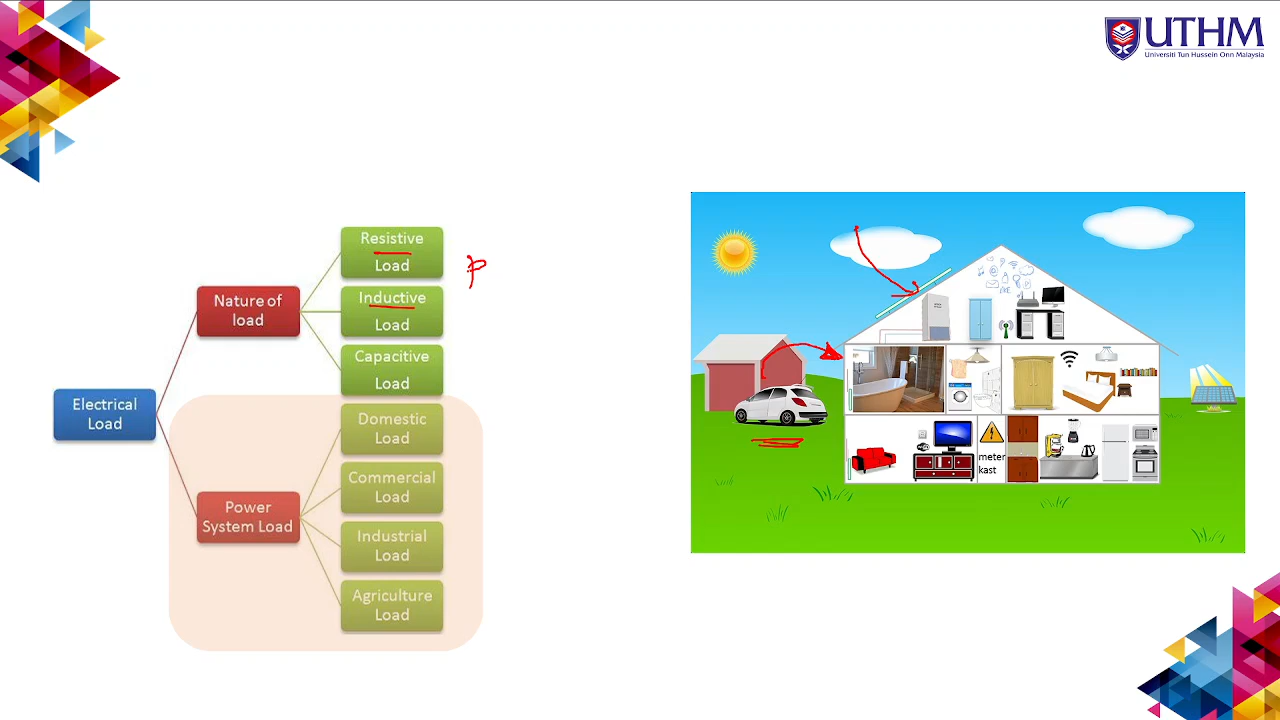 UTHM
Universiti Tun Hussein Onn Malaysia
Electrical
Load
Nature of
load
Resistive
Load
Inductive
Load
Capacitive
Load
Power
System Load
Domestic
Load
Commercial
Load
Industrial
Load
Agriculture
Load
meter
kast